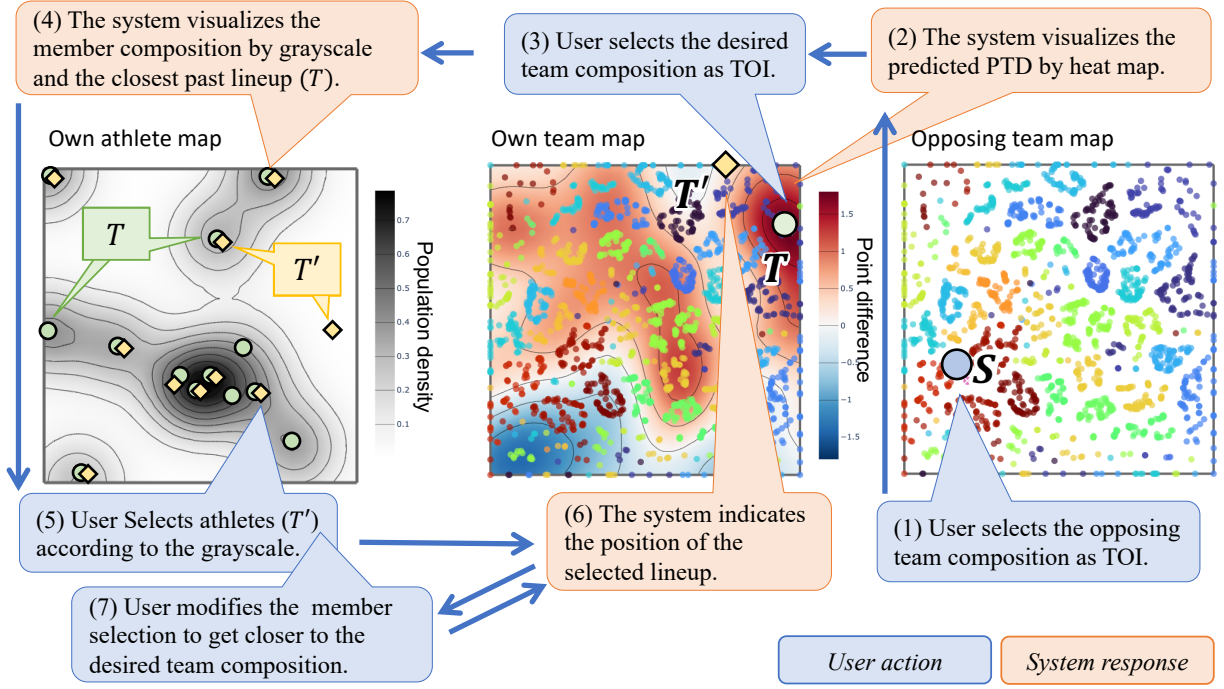 (4) The system visualizes the
member composition by grayscale
and the closest past lineup (T).
(3) User selects the desired
team composition as TOI.
(2) The system visualizes the
predicted PTD by heat map.
Own athlete map
Own team map
Opposing team map
T
T′
0.7
0.6
0.5
0.4
0.3
0.2
0.1
Population density
T′
T
1.5
1
0.5
0
−0.5
−1
−1.5
Point difference
S
(5) User Selects athletes (T′)
according to the grayscale.
(6) The system indicates
the position of the
selected lineup.
(1) User selects the opposing
team composition as TOI.
(7) User modifies the member
selection to get closer to the
desired team composition.
User action
System response